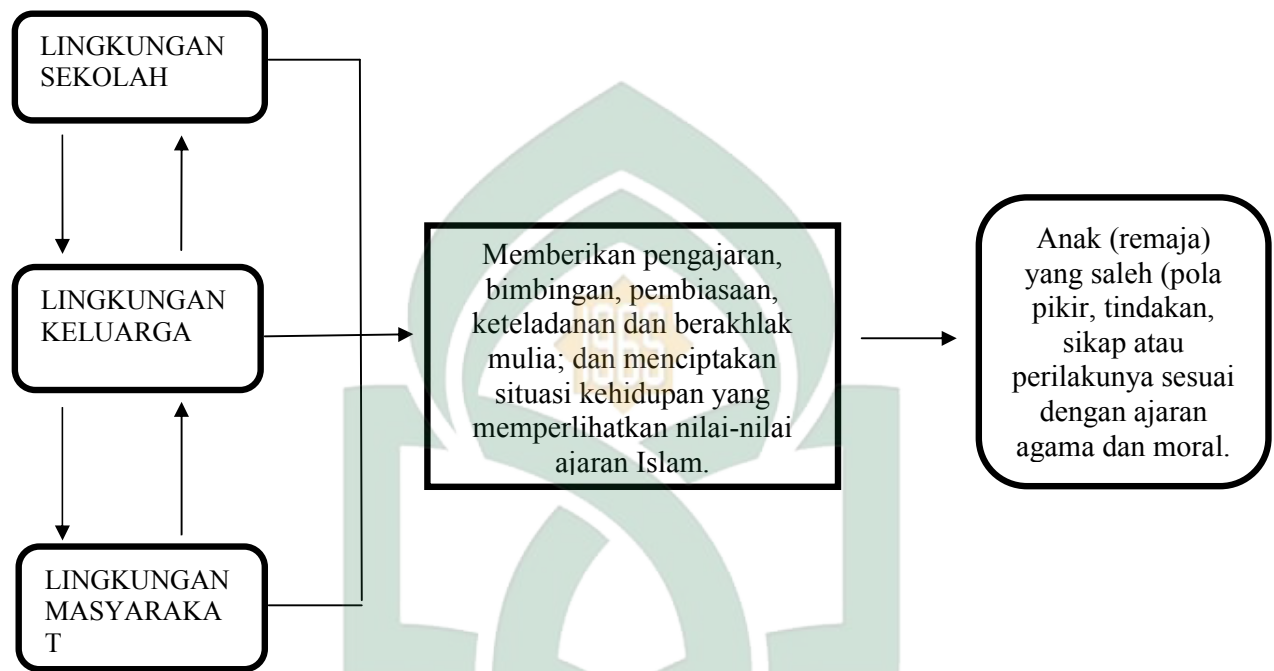 LINGKUNGAN
SEKOLAH
LINGKUNGAN
KELUARGA
LINGKUNGAN
MASYARAKA
T
Memberikan pengajaran,
bimbingan, pembiasaan,
keteladanan dan berakhlak
mulia; dan menciptakan
situasi kehidupan yang
memperlihatkan nilai-nilai
ajaran Islam.
Anak (remaja)
yang saleh (pola
pikir, tindakan,
sikap atau
perilakunya sesuai
dengan ajaran
agama dan moral.